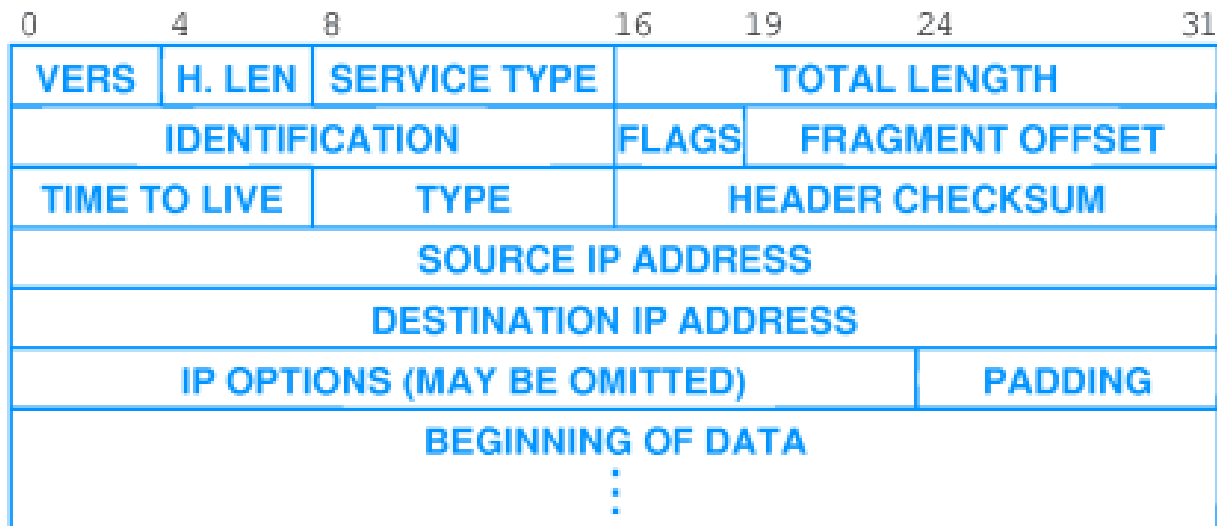 0 4 8 16 19 24 31
VERS H. LEN SERVICE TYPE TOTAL LENGTH
IDENTIFICATION FLAGS FRAGMENT OFFSET
TIME TO LIVE TYPE HEADER CHECKSUM
SOURCE IP ADDRESS
DESTINATION IP ADDRESS
IP OPTIONS (MAY BE OMITTED) PADDING
BEGINNING OF DATA